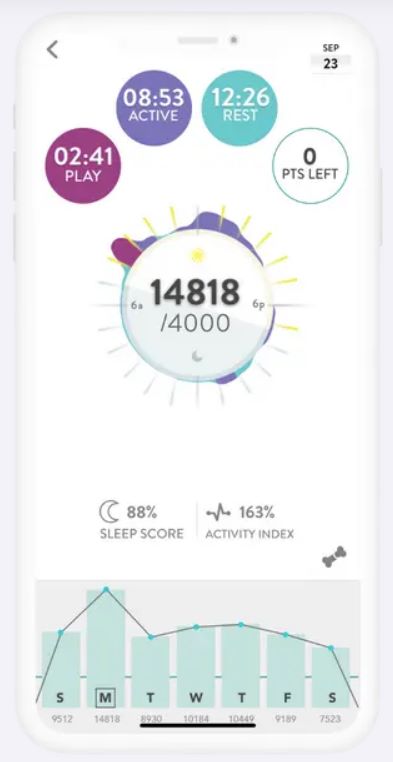 SEP
23
08:53
ACTIVE
12:26
REST
02:41
PLAY
0
PTS LEFT
14818
/4000
6a
6p
88%
SLEEP SCORE
163%
ACTIVITY INDEX
S M T W T F S
9512 14818 8930 10184 10449 9189 7523